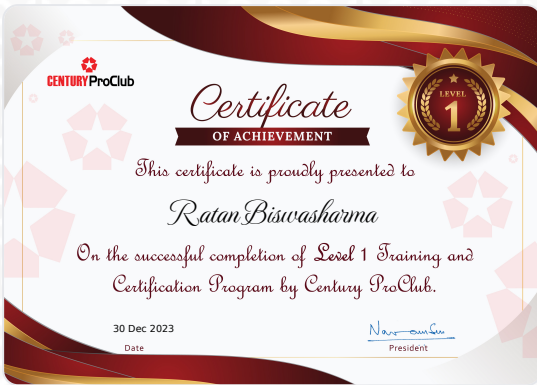 CENTURY ProClub
Certificate
OF ACHIEVEMENT
LEVEL
1
This certificate is proudly presented to
Ratan Biswasharma
On the successful completion of Level 1 Training and
Certification Program by Century ProClub.
30 Dec 2023
Date
President